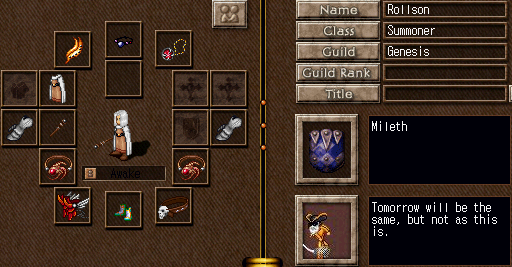 Name Rollson
Class Summoner
Guild Genesis
Guild Rank
Title
Mileth
Awake
Tomorrow will be the
same, but not as this
is.